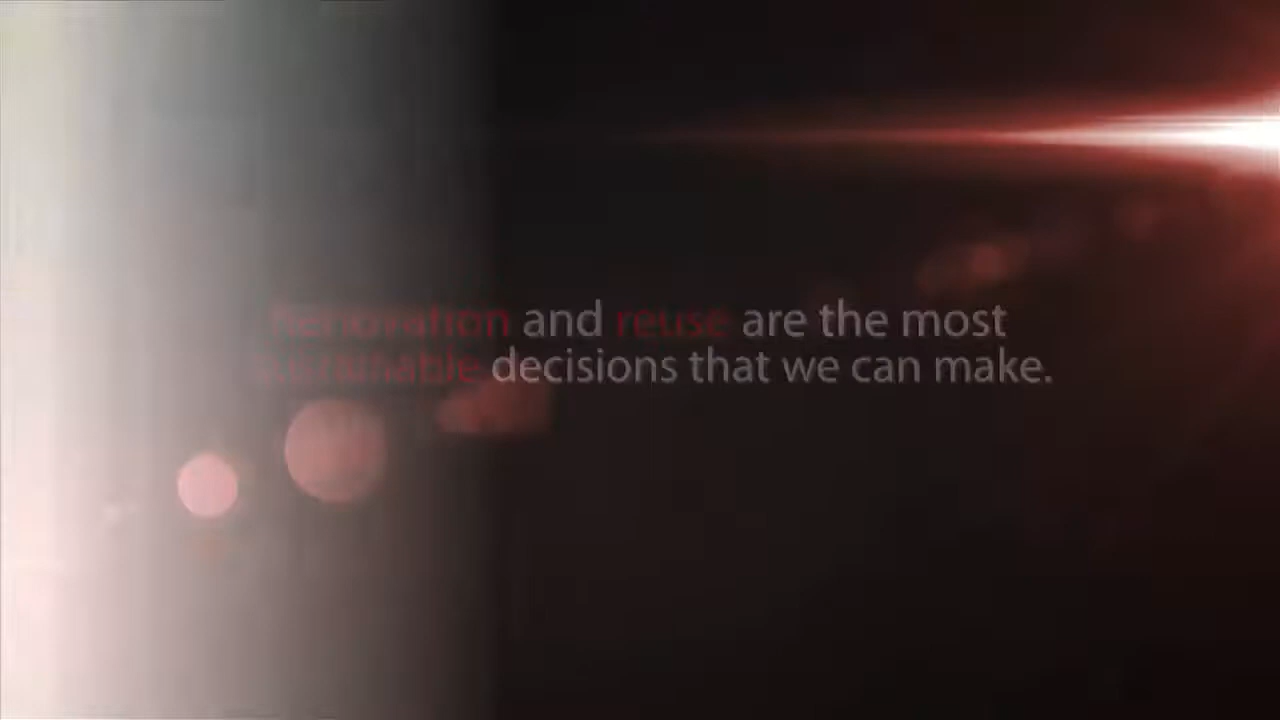 Renovation and reuse are the most
sustainable decisions that we can make.